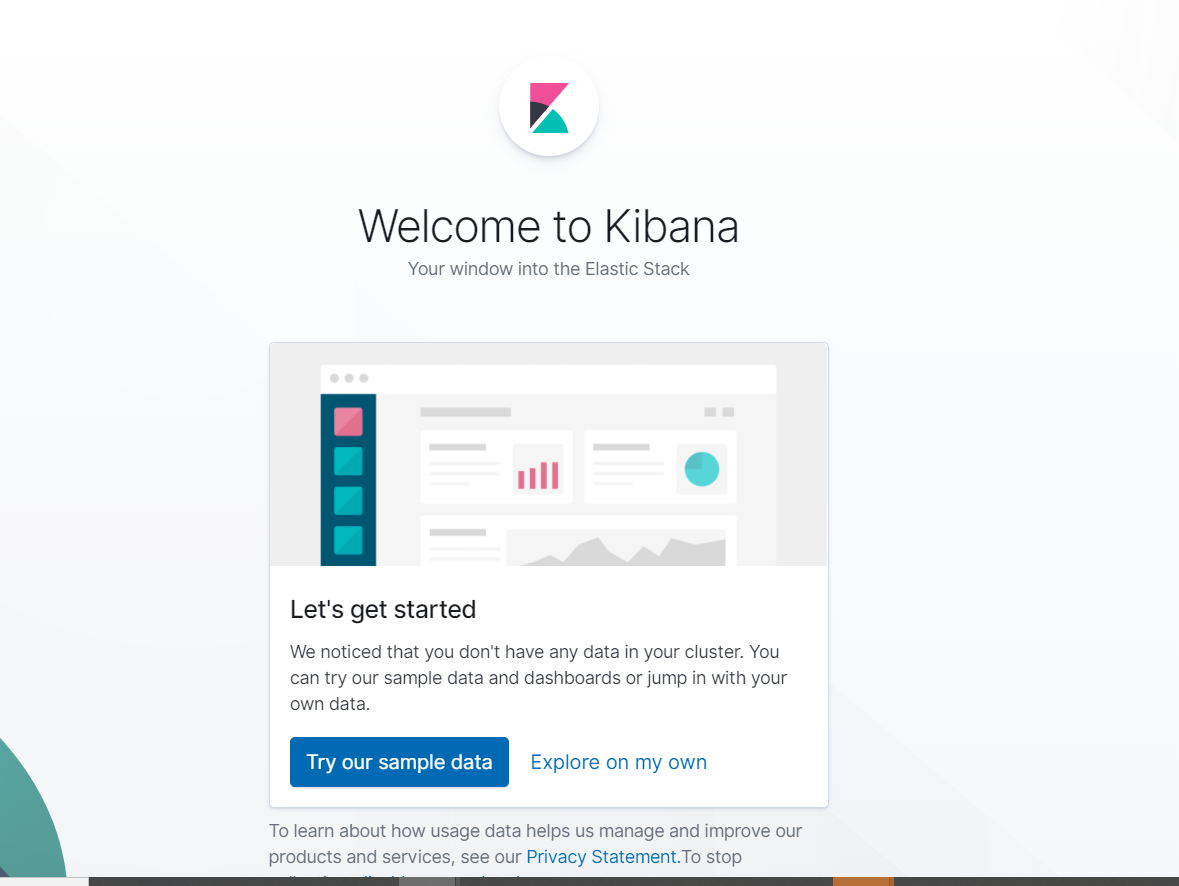 Welcome to Kibana
Your window into the Elastic Stack
Let's get started
We noticed that you don't have any data in your cluster. You
can try our sample data and dashboards or jump in with your
own data.
Try our sample data
Explore on my own
To learn about how usage data helps us manage and improve our
products and services, see our Privacy Statement.To stop